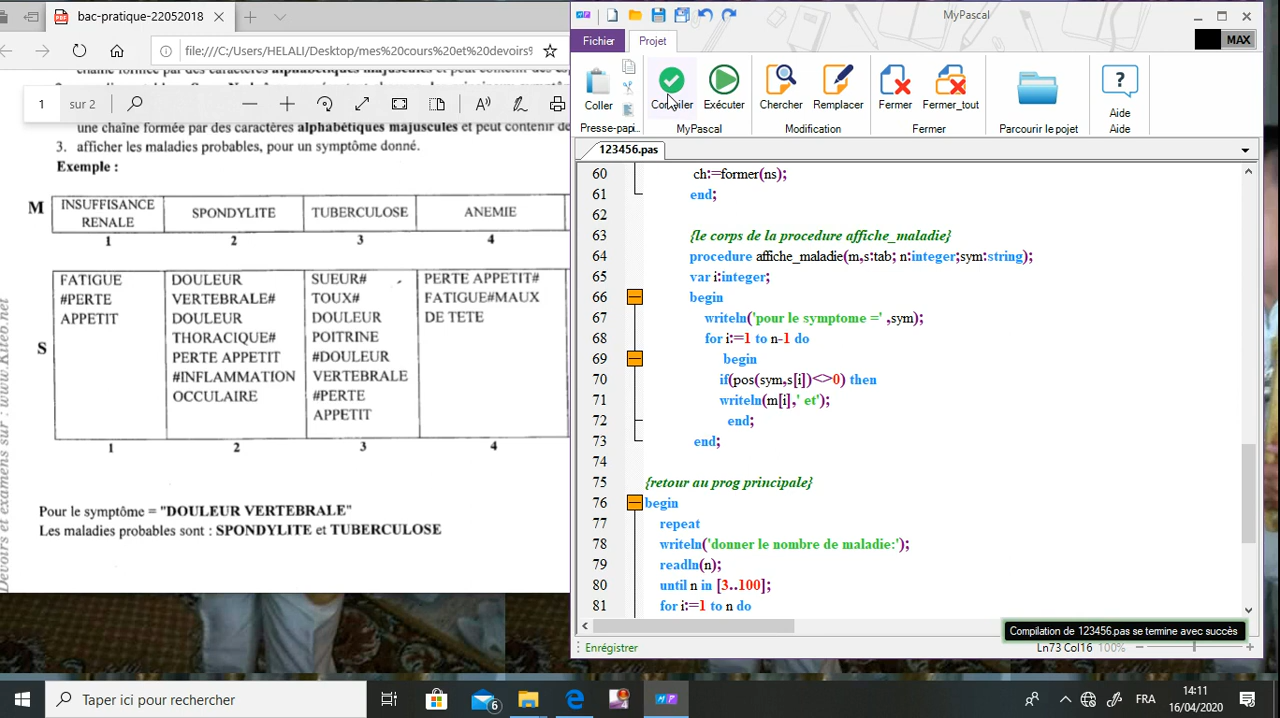 bac-pratique-22052018
file:///C:/Users/HELALI/Desktop/mes%20cours%20et%20devoirs%
1 sur 2
une chaîne formée par des caractères alphabétiques majuscules et peut contenir de
3. afficher les maladies probables, pour un symptôme donné.
Exemple :
M
INSUFFISANCE RENALE
SPONDYLITE
TUBERCULOSE
ANEMIE
1 2 3 4
S
FATIGUE
#PERTE
APPETIT
DOULEUR
VERTEBRALE#
DOULEUR
THORACIQUE#
PERTE APPETIT
#INFLAMMATION
OCCULAIRE
SUEUR#
TOUX#
DOULEUR
POITRINE
#DOULEUR
VERTEBRALE
#PERTE
APPETIT
PERTE APPETIT#
FATIGUE#MAUX
DE TETE
1 2 3 4
Pour le symptôme = "DOULEUR VERTEBRALE"
Les maladies probables sont : SPONDYLITE et TUBERCULOSE
Devoirs et examens sur : www.Kiteb.net
MyPascal
Fichier Projet
MAX
Coller
Compiler
Exécuter
Chercher
Remplacer
Fermer
Fermer_tout
Aide
Presse-papi...
MyPascal
Modification
Fermer
Parcourir le projet
Aide
123456.pas
60 ch:=former(ns);
61 end;
62
63 {le corps de la procedure affiche_maladie}
64 procedure affiche_maladie(m,s:tab; n:integer;sym:string);
65 var i:integer;
66 begin
67 writeln('pour le symptome =' ,sym);
68 for i:=1 to n-1 do
69 begin
70 if(pos(sym,s[i])<>0) then
71 writeln(m[i],' et');
72 end;
73 end;
74
75 {retour au prog principale}
76 begin
77 repeat
78 writeln('donner le nombre de maladie:');
79 readln(n);
80 until n in [3..100];
81 for i:=1 to n do
Compilation de 123456.pas se termine avec succès
Enregistrer
Ln73 Col16 100%
Taper ici pour rechercher
6
FRA
14:11
16/04/2020